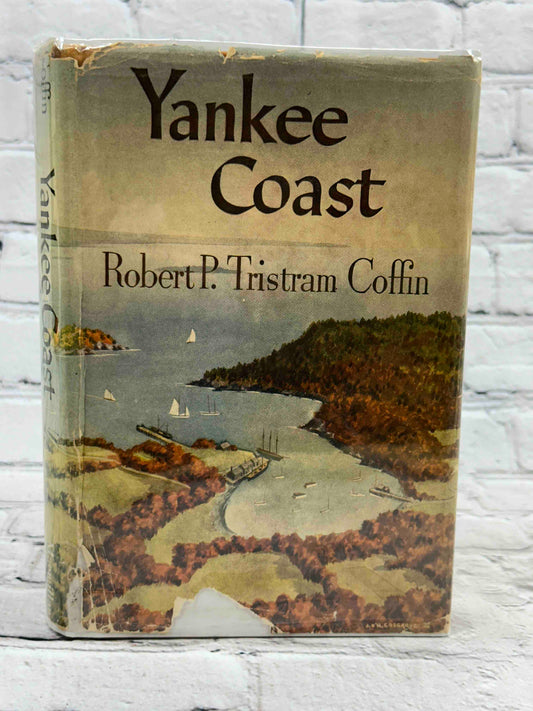 Yankee
Coast
Robert P. Tristram Coffin
Coffin
Yankee Coast